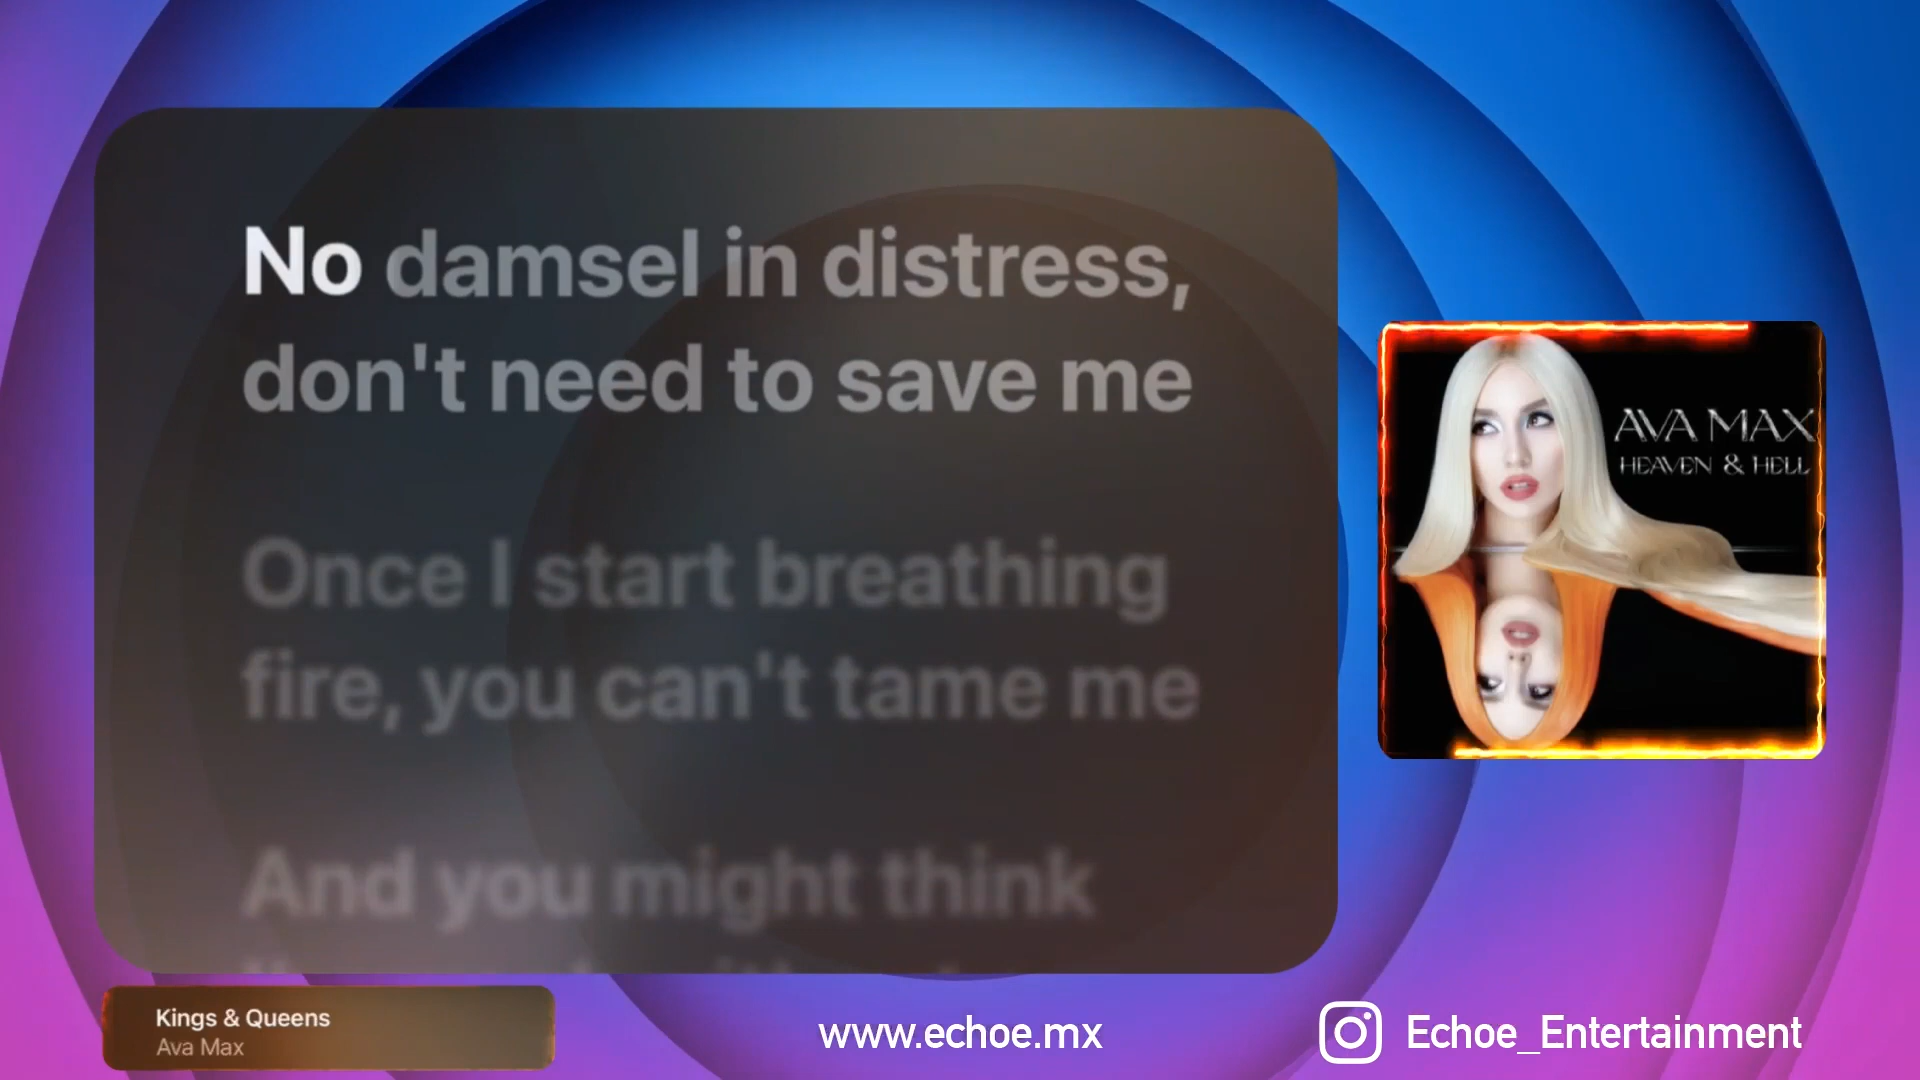 No damsel in distress,
don't need to save me
Once I start breathing
fire, you can't tame me
And you might think
AVA MAX
HEAVEN & HELL
Kings & Queens
Ava Max
www.echoe.mx
Echoe_Entertainment